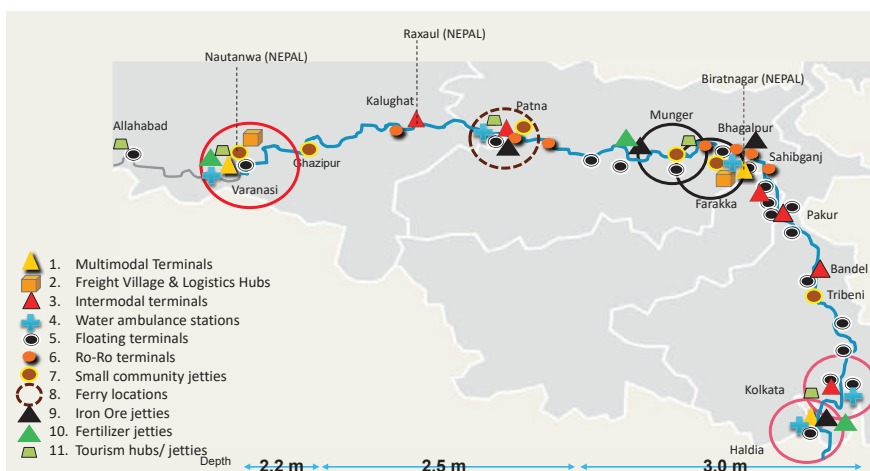 Raxaul (NEPAL)
Nautanwa (NEPAL)
Biratnagar (NEPAL)
Kalughat
Patna
Munger
Bhagalpur
Allahabad
Ghazipur
Sahibganj
Varanasi
Farakka
Pakur
Bandel
Tribeni
Kolkata
Haldia
1. Multimodal Terminals
2. Freight Village & Logistics Hubs
3. Intermodal terminals
4. Water ambulance stations
5. Floating terminals
6. Ro-Ro terminals
7. Small community jetties
8. Ferry locations
9. Iron Ore jetties
10. Fertilizer jetties
11. Tourism hubs/ jetties
Depth 2.2 m 2.5 m 3.0 m